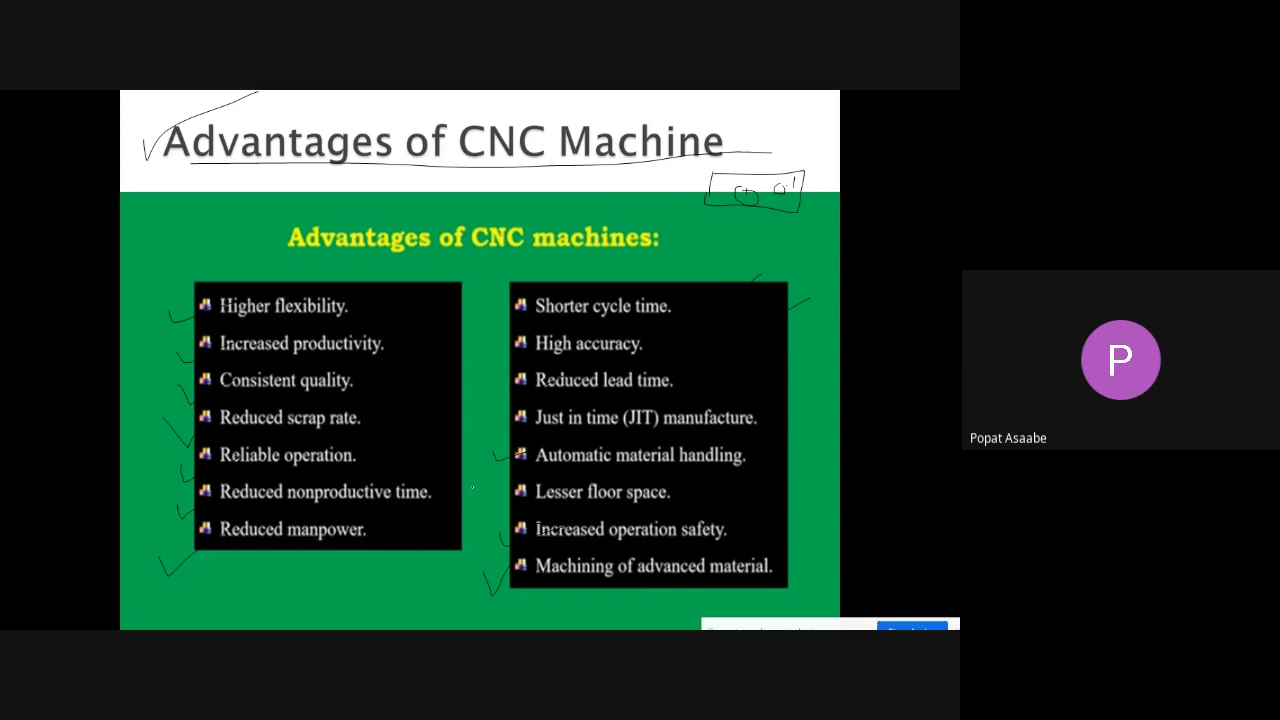 Advantages of CNC Machine
Advantages of CNC machines:
Higher flexibility.
Increased productivity.
Consistent quality.
Reduced scrap rate.
Reliable operation.
Reduced nonproductive time.
Reduced manpower.
Shorter cycle time.
High accuracy.
Reduced lead time.
Just in time (JIT) manufacture.
Automatic material handling.
Lesser floor space.
Increased operation safety.
Machining of advanced material.
P
Popat Asaabe